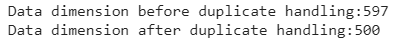 Data dimension before duplicate handling:597
Data dimension after duplicate handling:500